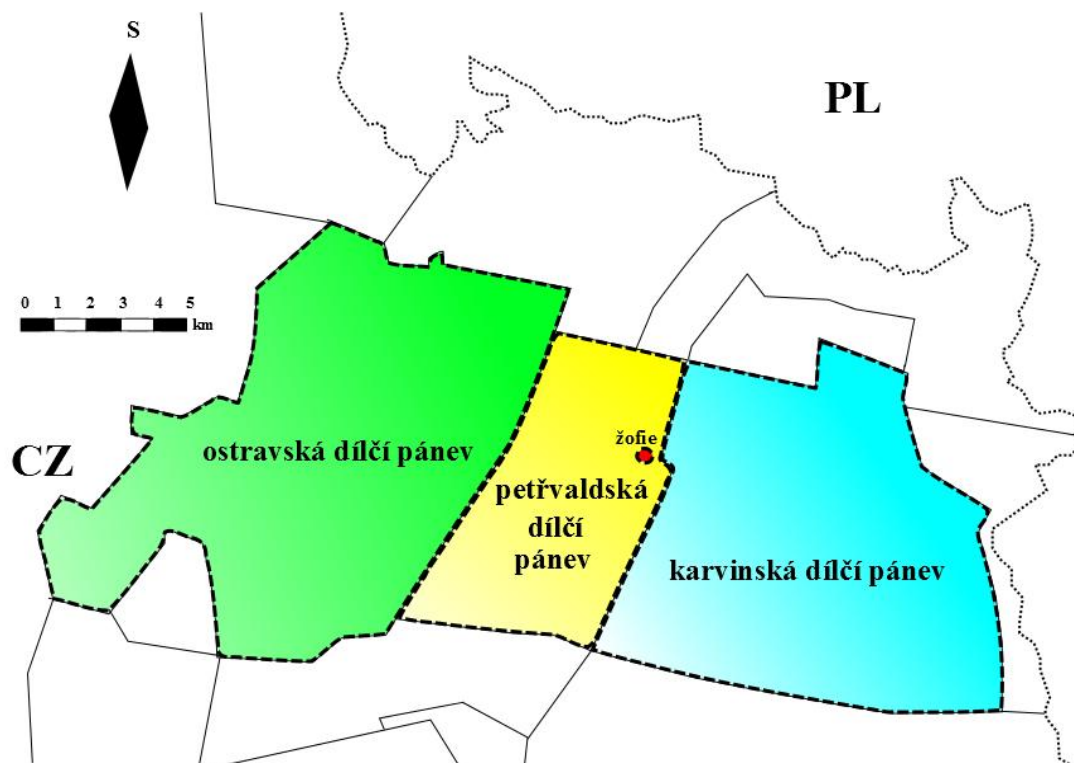 S
PL
0 1 2 3 4 5
km
CZ
ostravská dílčí pánev
žofie
petřvaldská
dílčí
pánev
karvinská dílčí pánev